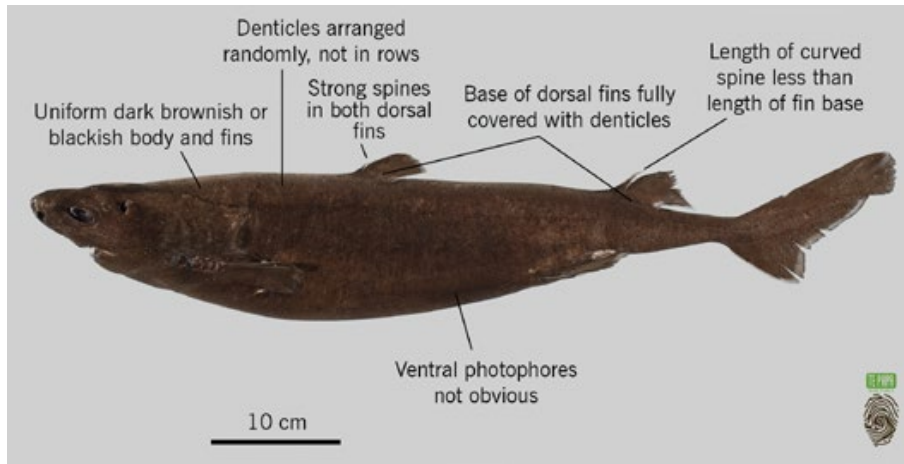 Denticles arranged
randomly, not in rows
Length of curved
spine less than
length of fin base
Strong spines
in both dorsal
fins
Base of dorsal fins fully
covered with denticles
Uniform dark brownish or
blackish body and fins
Ventral photophores
not obvious
10 cm
TE PAPA